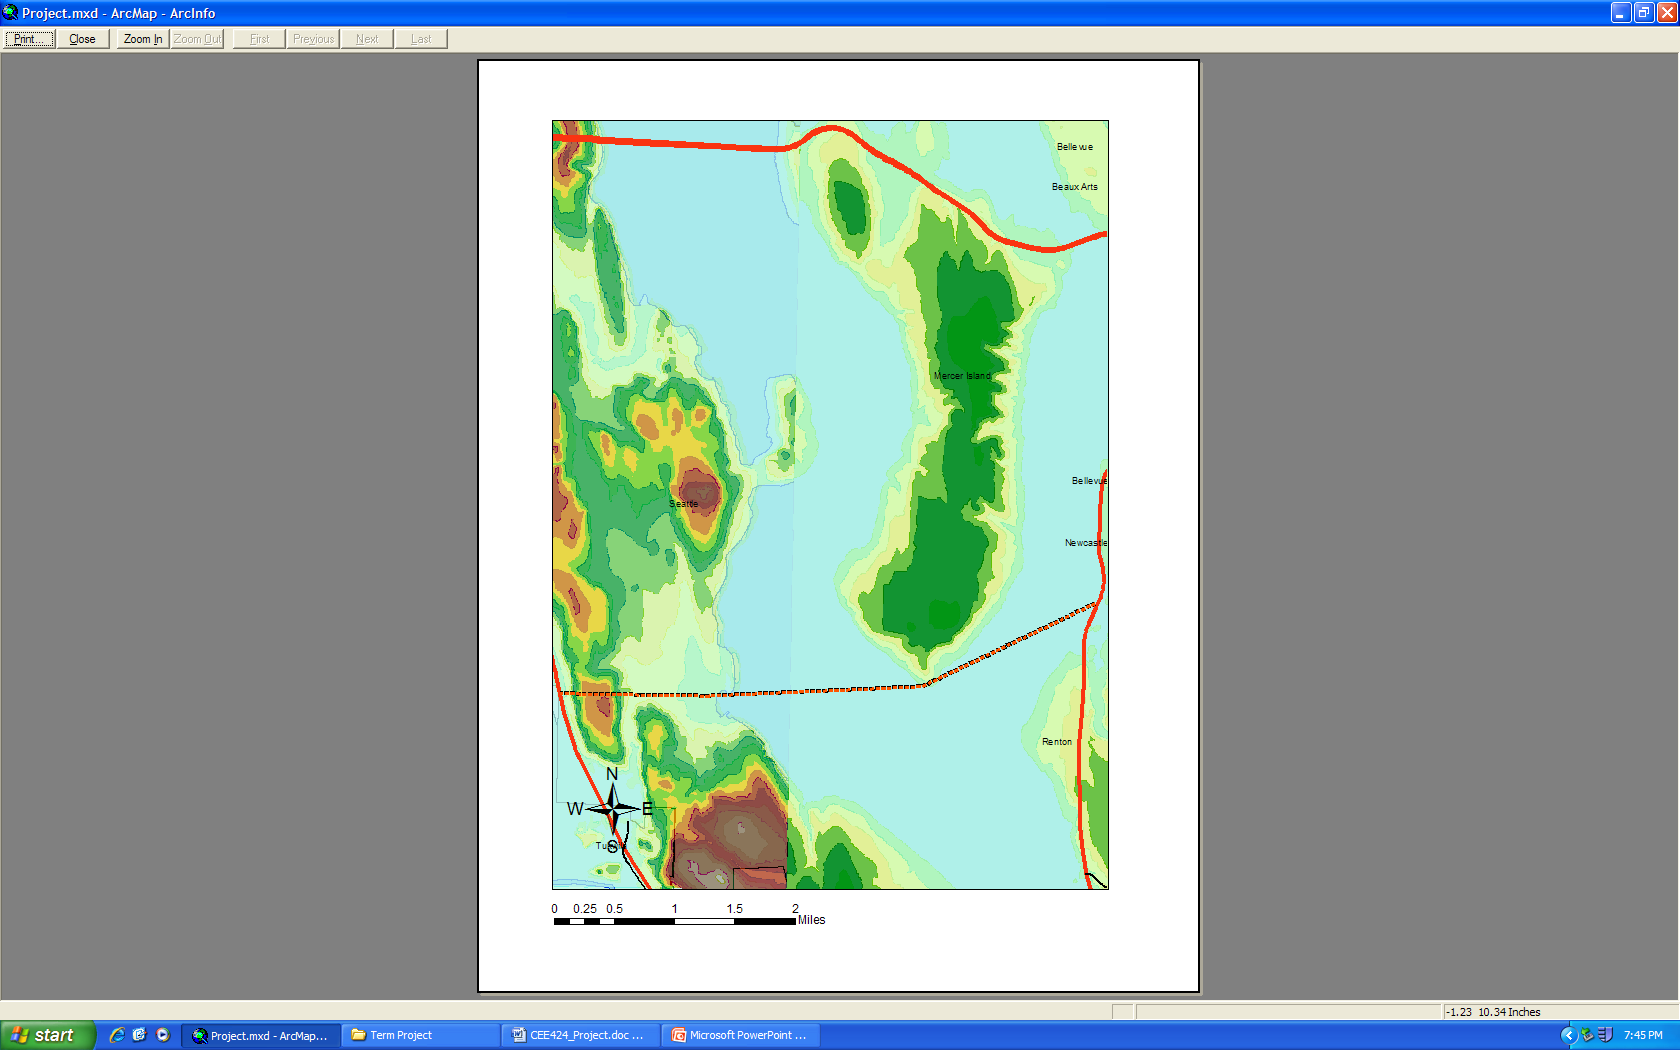 Project.mxd - ArcMap - ArcInfo
Print... Close Zoom In Zoom Out First Previous Next Last
Bellevue
Beaux Arts
Mercer Island
Bellevue
Seattle
Newcastle
Renton
N
W E
S
0 0.25 0.5 1 1.5 2
Miles
-1.23 10.34 Inches
start Project.mxd - ArcMap... Term Project CEE424_Project.doc ... Microsoft PowerPoint ... 7:45 PM